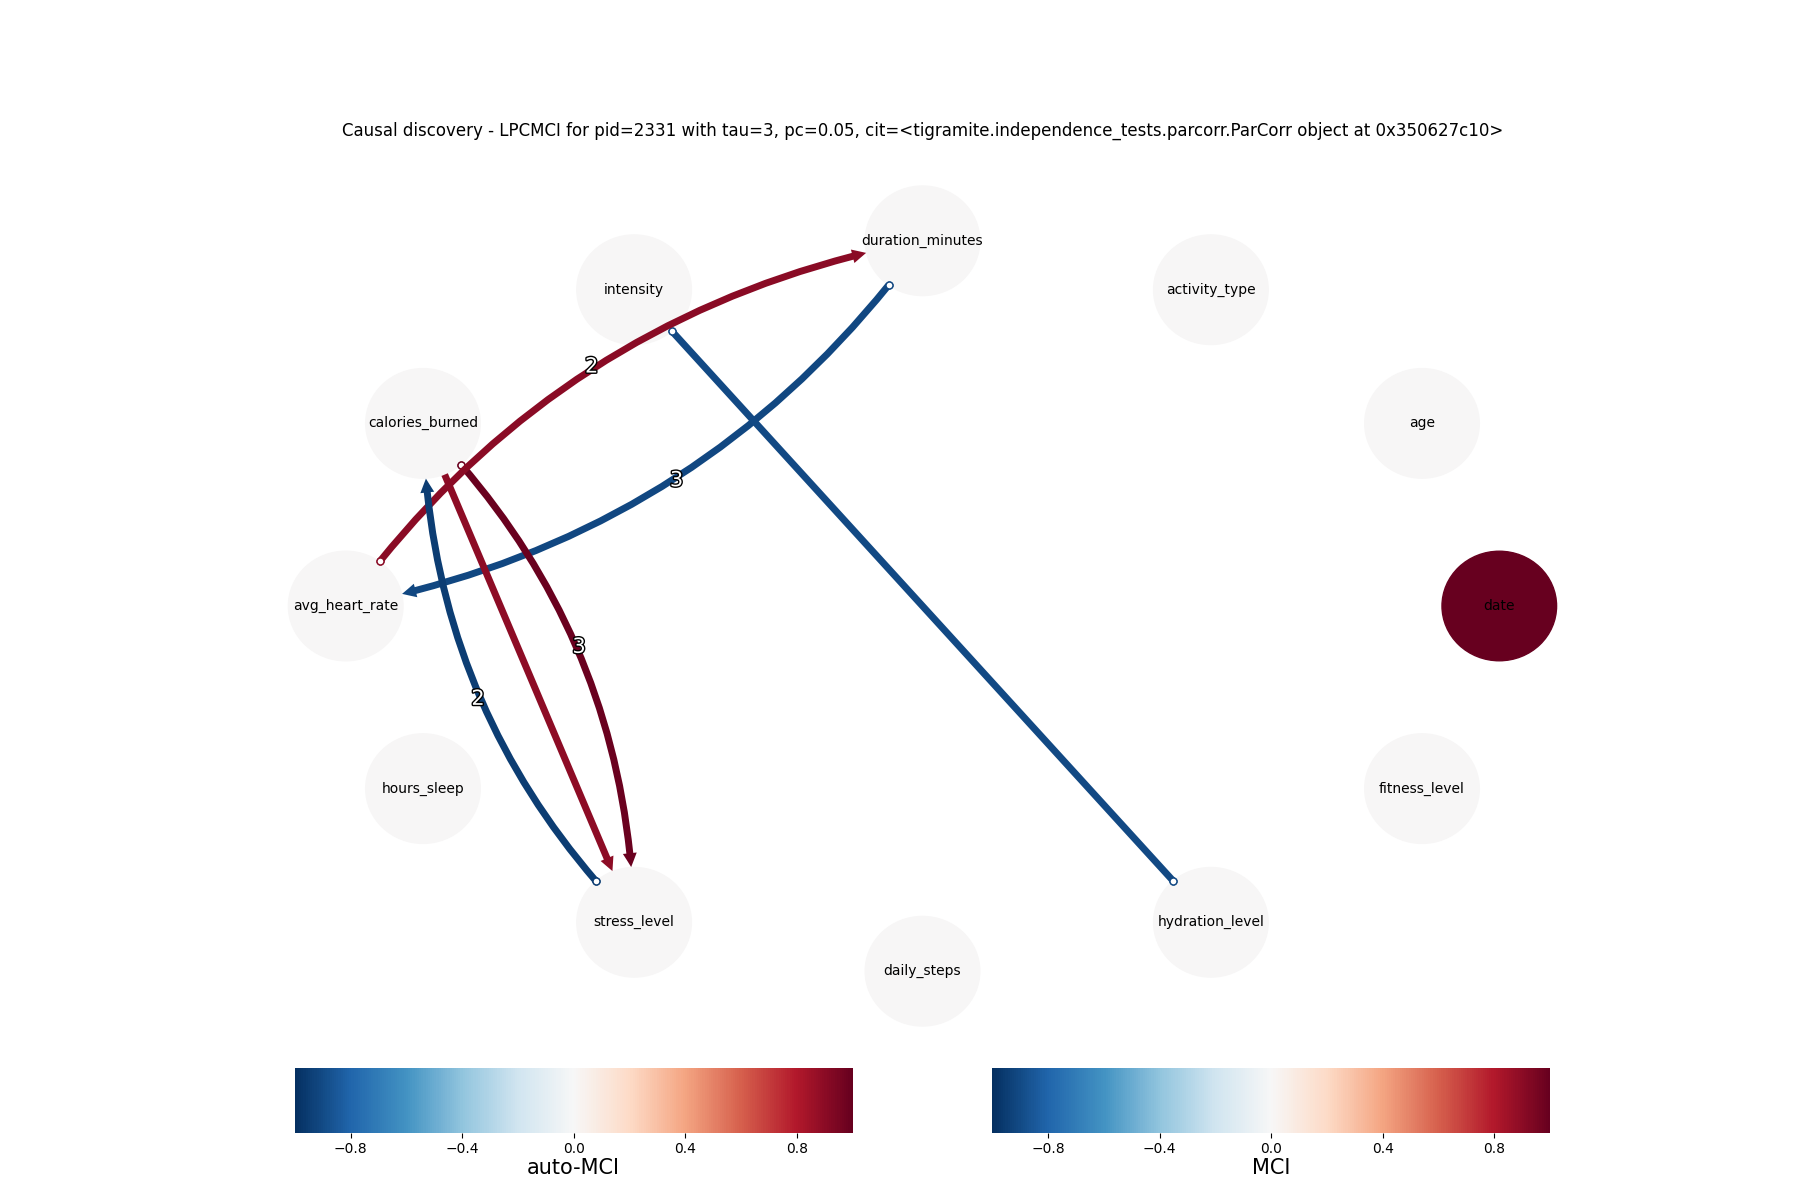 Causal discovery - LPCMCI for pid=2331 with tau=3, pc=0.05, cit=<tigramite.independence_tests.parcorr.ParCorr object at 0x350627c10>
duration_minutes
intensity
activity_type
2
calories_burned
age
3
avg_heart_rate
date
3
2
hours_sleep
fitness_level
stress_level
hydration_level
daily_steps
−0.8 −0.4 0.0 0.4 0.8
auto-MCI
−0.8 −0.4 0.0 0.4 0.8
MCI